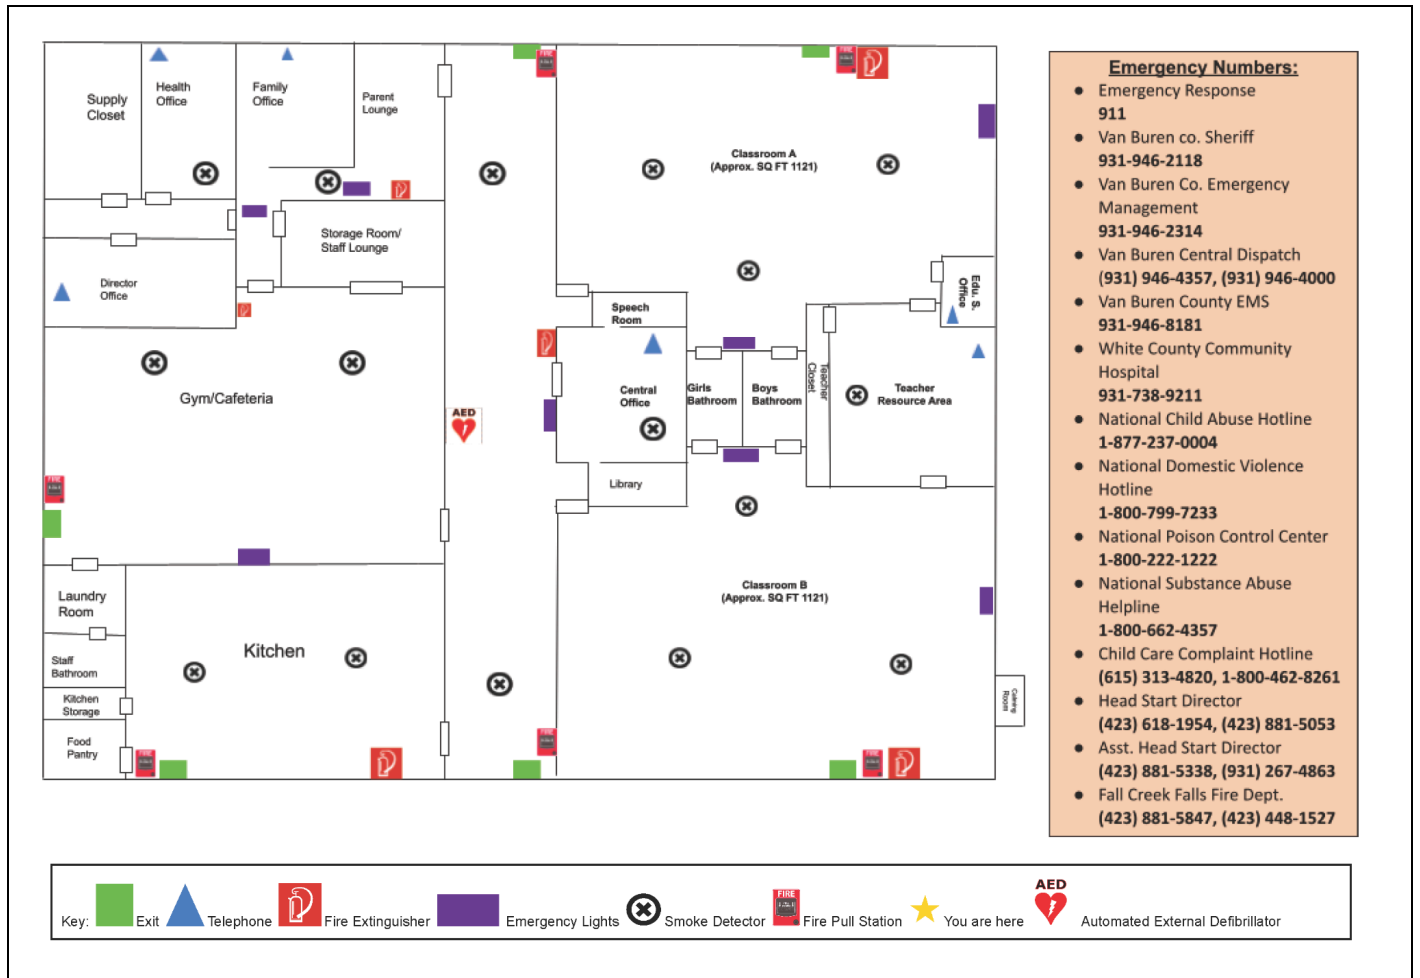 Supply
Closet
Health
Office
Family
Office
Parent
Lounge
FIRE
FIRE
Classroom A
(Approx. SQ FT 1121)
Storage Room/
Staff Lounge
Director
Office
Edu. S.
Office
Speech
Room
Gym/Cafeteria
AED
Central
Office
Girls
Bathroom
Boys
Bathroom
Teacher
Closet
Teacher
Resource Area
FIRE
Library
Laundry
Room
Classroom B
(Approx. SQ FT 1121)
Kitchen
Staff
Bathroom
Kitchen
Storage
Calming
Room
Food
Pantry
FIRE
FIRE
FIRE
Emergency Numbers:
● Emergency Response
911
● Van Buren co. Sheriff
931-946-2118
● Van Buren Co. Emergency
Management
931-946-2314
● Van Buren Central Dispatch
(931) 946-4357, (931) 946-4000
● Van Buren County EMS
931-946-8181
● White County Community
Hospital
931-738-9211
● National Child Abuse Hotline
1-877-237-0004
● National Domestic Violence
Hotline
1-800-799-7233
● National Poison Control Center
1-800-222-1222
● National Substance Abuse
Helpline
1-800-662-4357
● Child Care Complaint Hotline
(615) 313-4820, 1-800-462-8261
● Head Start Director
(423) 618-1954, (423) 881-5053
● Asst. Head Start Director
(423) 881-5338, (931) 267-4863
● Fall Creek Falls Fire Dept.
(423) 881-5847, (423) 448-1527
Key: Exit Telephone Fire Extinguisher Emergency Lights Smoke Detector FIRE Fire Pull Station You are here AED Automated External Defibrillator